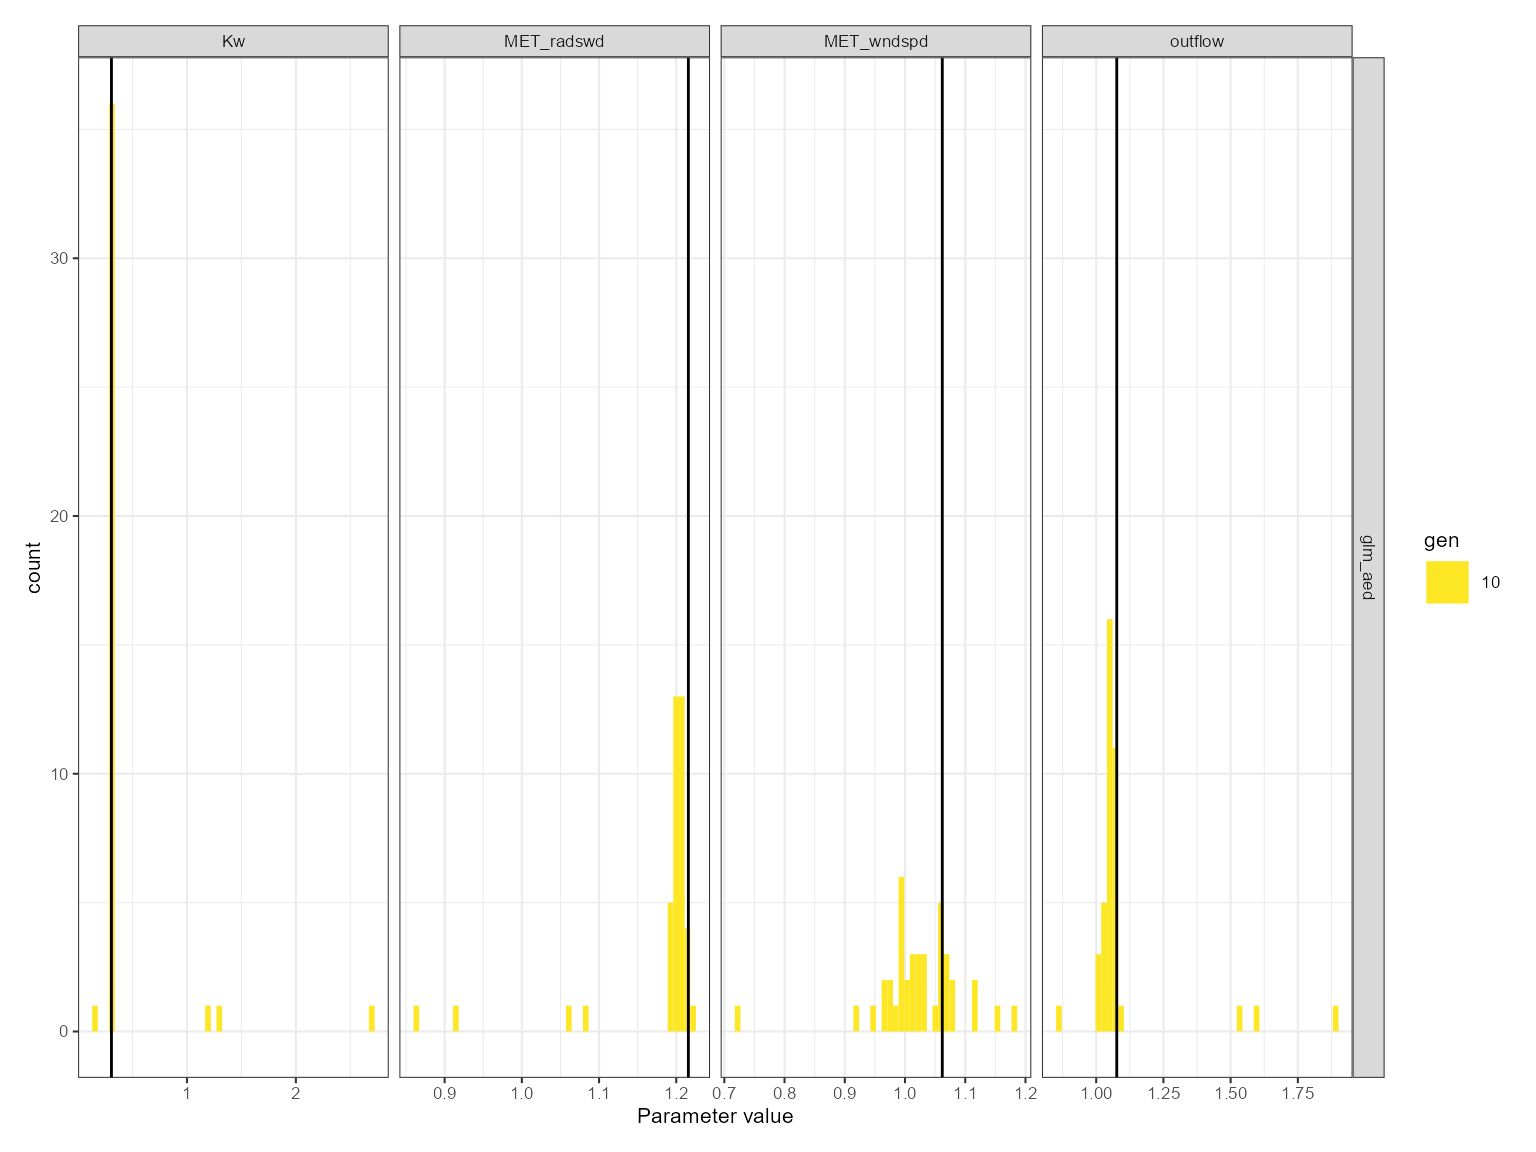 Kw MET_radswd MET_wndspd outflow
glm_aed
count
30
20
10
0
1 2 0.9 1.0 1.1 1.2 0.7 0.8 0.9 1.0 1.1 1.2 1.00 1.25 1.50 1.75
Parameter value
gen
10